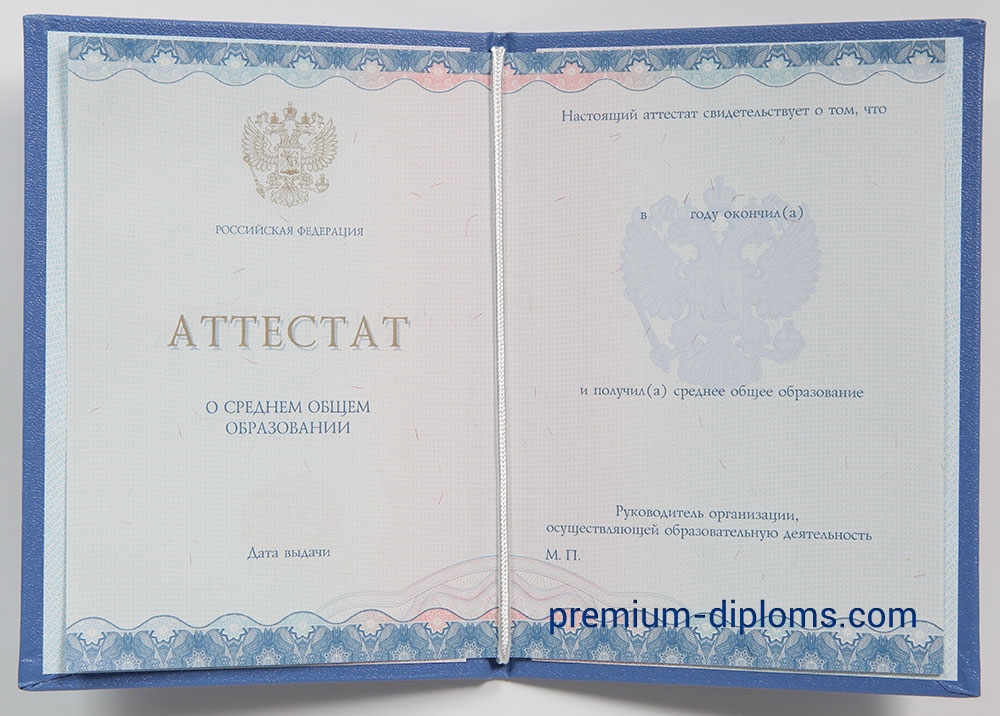 РОССИЙСКАЯ ФЕДЕРАЦИЯ
АТТЕСТАТ
О СРЕДНЕМ ОБЩЕМ
ОБРАЗОВАНИИ
Дата выдачи
Настоящий аттестат свидетельствует о том, что
в году окончил(а)
и получил(а) среднее общее образование
Руководитель организации,
осуществляющей образовательную деятельность
М. П.
premium-diploms.com